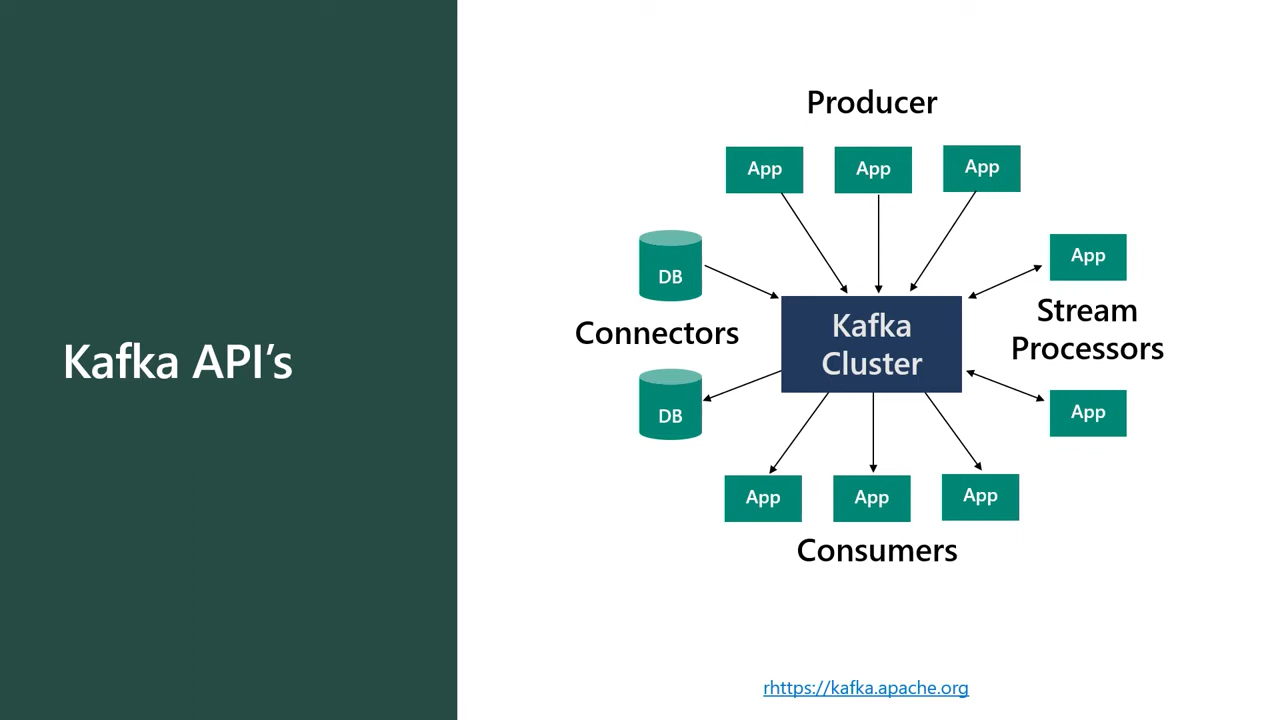 Kafka API’s
Producer
App
App
App
DB
App
Kafka
Cluster
Stream
Processors
Connectors
DB
App
App
App
App
Consumers
rhttps://kafka.apache.org